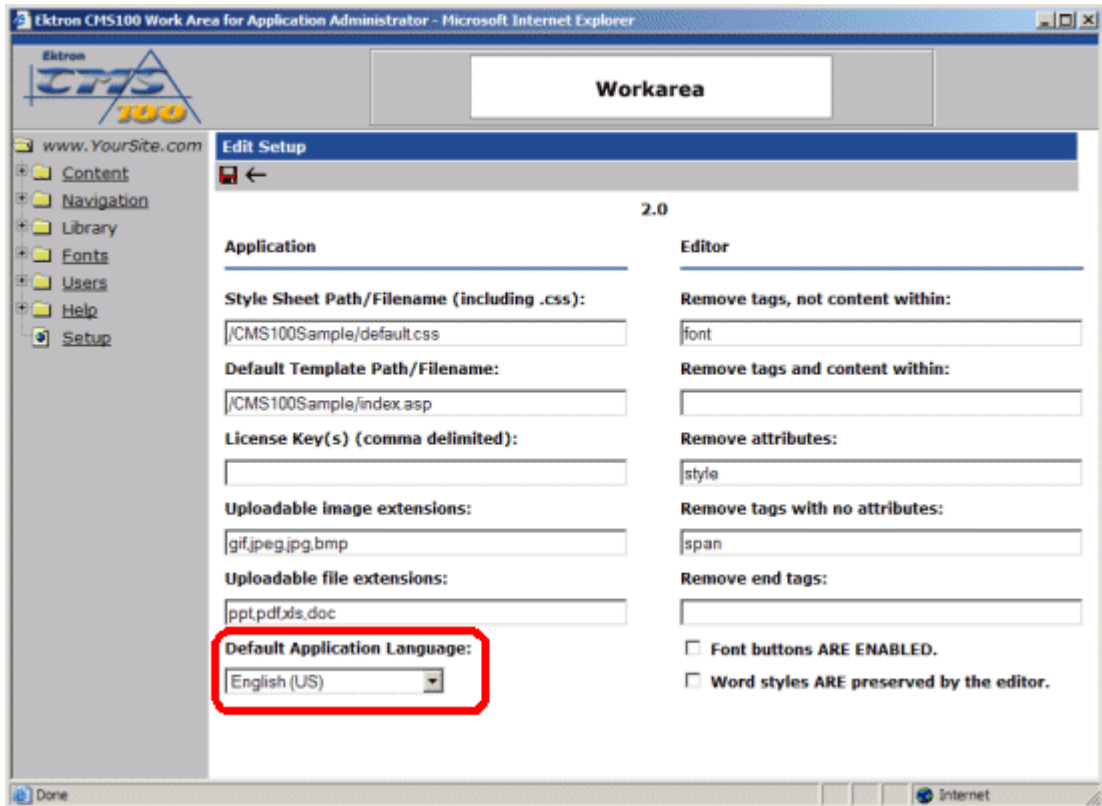 Ektron CMS100 Work Area for Application Administrator - Microsoft Internet Explorer
Ektron
CMS
100
Workarea
www.YourSite.com
Content
Navigation
Library
Fonts
Users
Help
Setup
Edit Setup
2.0
Application
Style Sheet Path/Filename (including .css):
/CMS100Sample/default.css
Default Template Path/Filename:
/CMS100Sample/index.asp
License Key(s) (comma delimited):
Uploadable image extensions:
gif,jpeg,jpg,bmp
Uploadable file extensions:
ppt,pdf,xls,doc
Default Application Language:
English (US)
Editor
Remove tags, not content within:
font
Remove tags and content within:
Remove attributes:
style
Remove tags with no attributes:
span
Remove end tags:
Font buttons ARE ENABLED.
Word styles ARE preserved by the editor.
Done
Internet